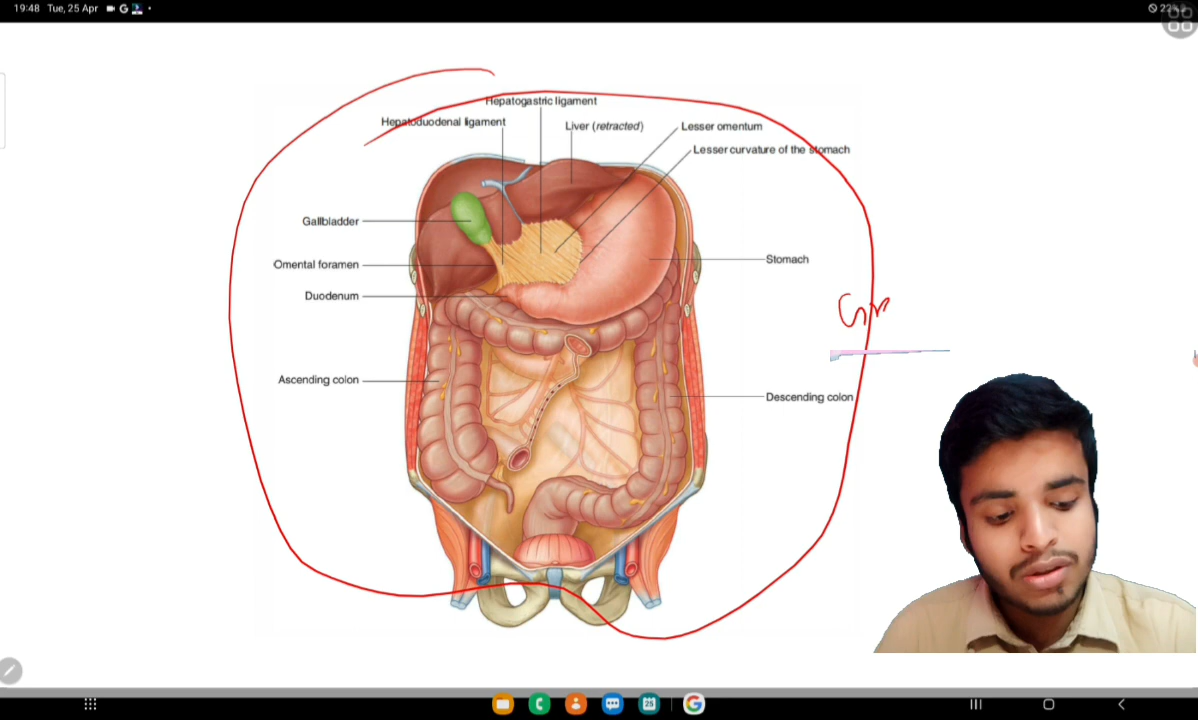 19:48 Tue, 25 Apr
Hepatogastric ligament
Hepatoduodenal ligament
Liver (retracted)
Lesser omentum
Lesser curvature of the stomach
Gallbladder
Omental foramen
Stomach
Duodenum
Ascending colon
Descending colon
25